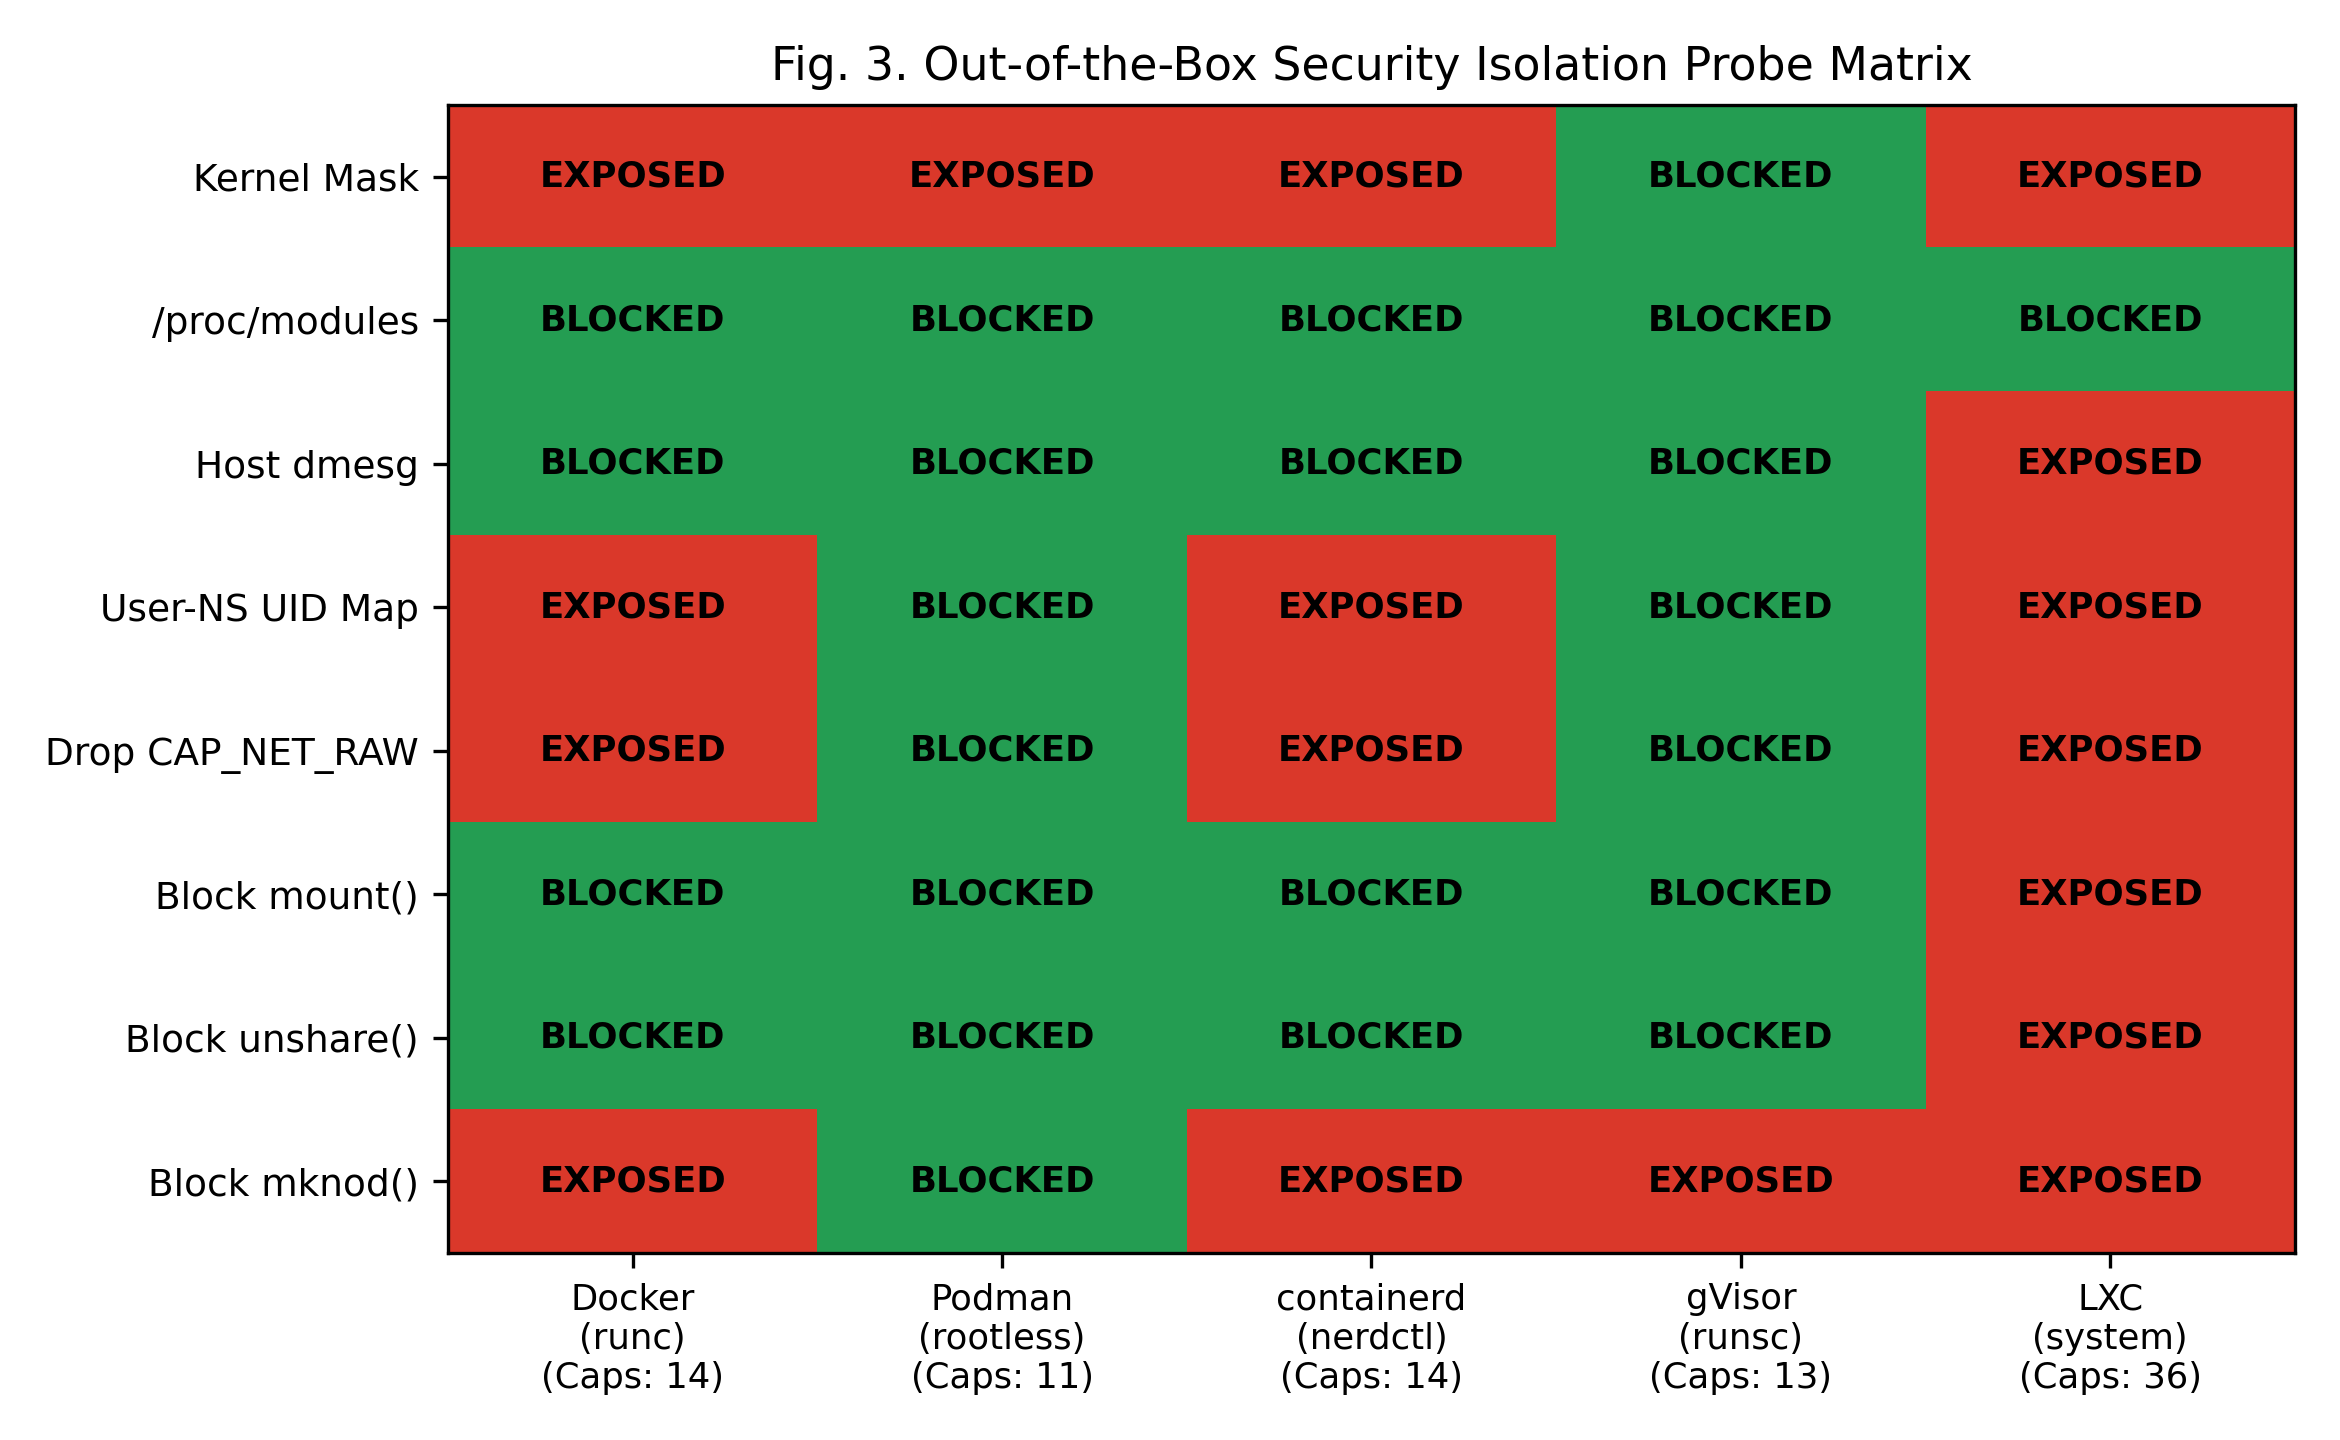 Fig. 3. Out-of-the-Box Security Isolation Probe Matrix
Kernel Mask EXPOSED EXPOSED EXPOSED BLOCKED EXPOSED
/proc/modules BLOCKED BLOCKED BLOCKED BLOCKED BLOCKED
Host dmesg BLOCKED BLOCKED BLOCKED BLOCKED EXPOSED
User-NS UID Map EXPOSED BLOCKED EXPOSED BLOCKED EXPOSED
Drop CAP_NET_RAW EXPOSED BLOCKED EXPOSED BLOCKED EXPOSED
Block mount() BLOCKED BLOCKED BLOCKED BLOCKED EXPOSED
Block unshare() BLOCKED BLOCKED BLOCKED BLOCKED EXPOSED
Block mknod() EXPOSED BLOCKED EXPOSED EXPOSED EXPOSED
Docker Podman containerd gVisor LXC
(runc) (rootless) (nerdctl) (runsc) (system)
(Caps: 14) (Caps: 11) (Caps: 14) (Caps: 13) (Caps: 36)